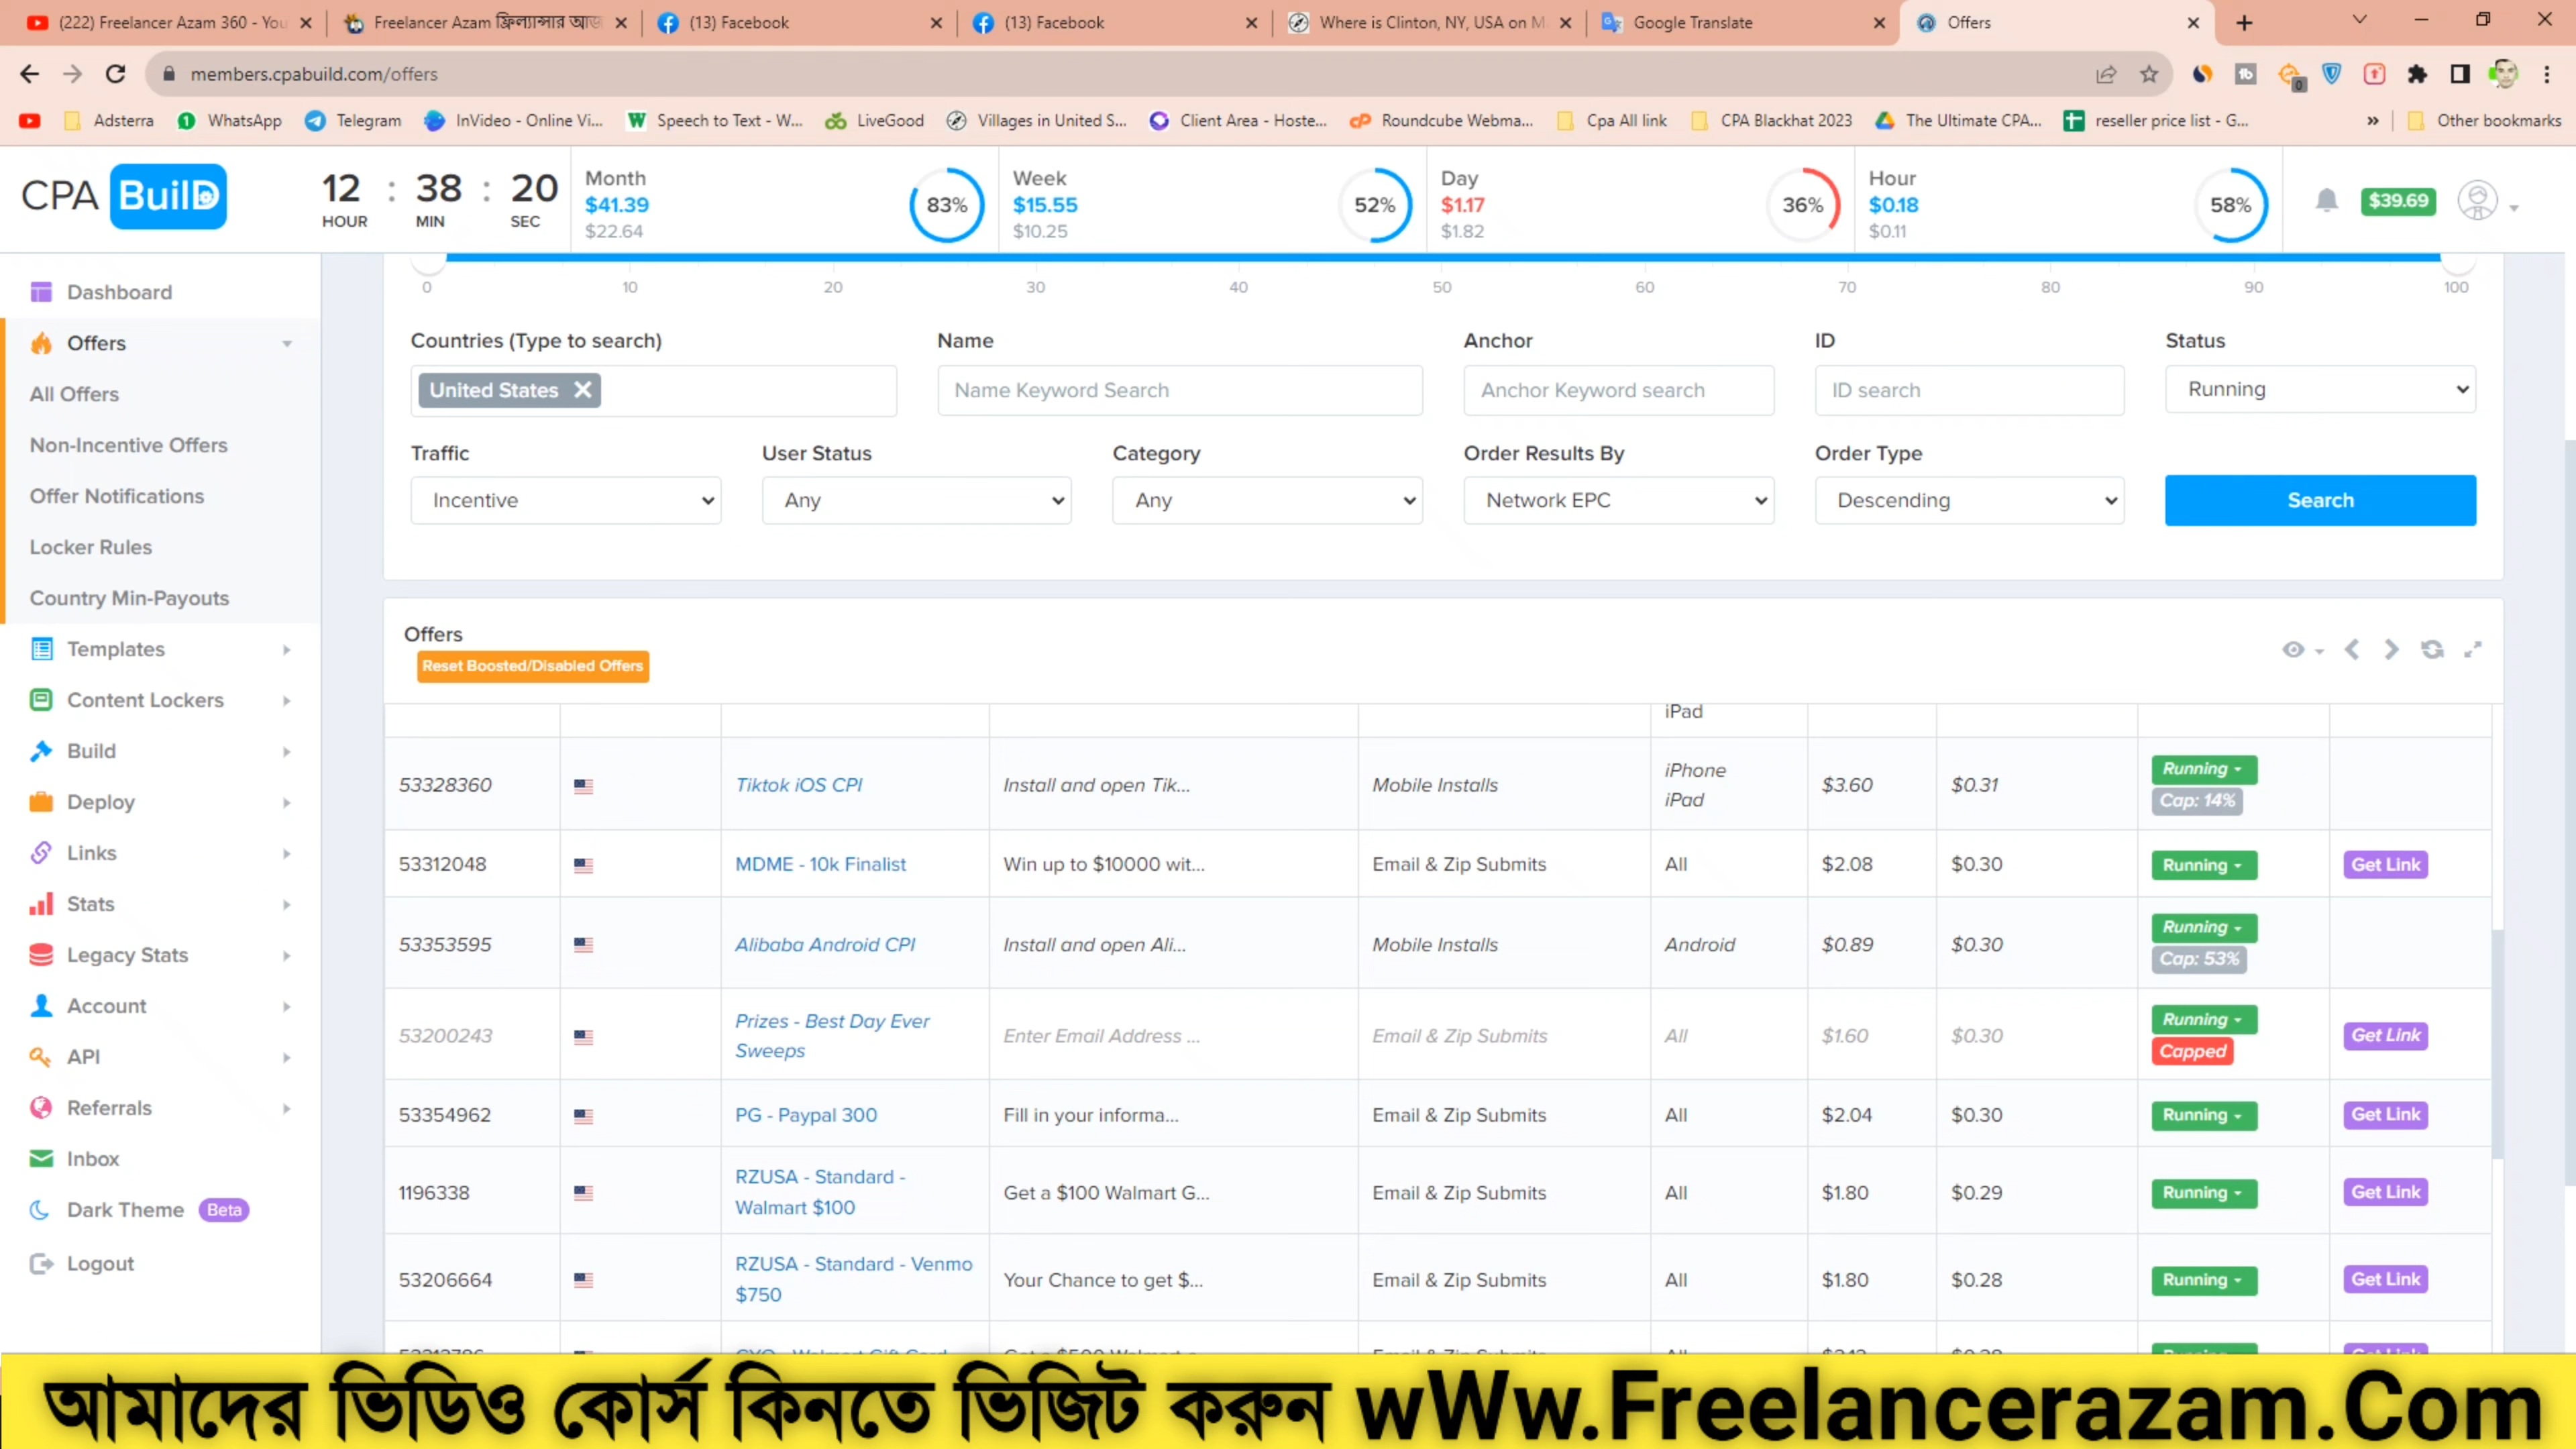 (222) Freelancer Azam 360 - You
Freelancer Azam
(13) Facebook
(13) Facebook
Where is Clinton, NY, USA on M
Google Translate
Offers
members.cpabuild.com/offers
Adsterra
WhatsApp
Telegram
InVideo - Online Vi...
Speech to Text - W...
LiveGood
Villages in United S...
Client Area - Hoste...
Roundcube Webma...
Cpa All link
CPA Blackhat 2023
The Ultimate CPA...
reseller price list - G...
Other bookmarks
CPA BuilD
12 : 38 : 20
HOUR MIN SEC
Month
$41.39
$22.64
83%
Week
$15.55
$10.25
52%
Day
$1.17
$1.82
36%
Hour
$0.18
$0.11
58%
$39.69
Dashboard
Offers
All Offers
Non-Incentive Offers
Offer Notifications
Locker Rules
Country Min-Payouts
Templates
Content Lockers
Build
Deploy
Links
Stats
Legacy Stats
Account
API
Referrals
Inbox
Dark Theme Beta
Logout
0 10 20 30 40 50 60 70 80 90 100
Countries (Type to search) Name Anchor ID Status
United States Name Keyword Search Anchor Keyword search ID search Running
Traffic User Status Category Order Results By Order Type
Incentive Any Any Network EPC Descending Search
Offers
Reset Boosted/Disabled Offers
iPad
53328360 Tiktok iOS CPI Install and open Tik... Mobile Installs iPhone iPad $3.60 $0.31 Running Cap: 14%
53312048 MDME - 10k Finalist Win up to $10000 wit... Email & Zip Submits All $2.08 $0.30 Running Get Link
53353595 Alibaba Android CPI Install and open Ali... Mobile Installs Android $0.89 $0.30 Running Cap: 53%
53200243 Prizes - Best Day Ever Sweeps Enter Email Address ... Email & Zip Submits All $1.60 $0.30 Running Capped Get Link
53354962 PG - Paypal 300 Fill in your informa... Email & Zip Submits All $2.04 $0.30 Running Get Link
1196338 RZUSA - Standard - Walmart $100 Get a $100 Walmart G... Email & Zip Submits All $1.80 $0.29 Running Get Link
53206664 RZUSA - Standard - Venmo $750 Your Chance to get $... Email & Zip Submits All $1.80 $0.28 Running Get Link
আমাদের ভিডিও কোর্স কিনতে ভিজিট করুন wWw.Freelancerazam.Com